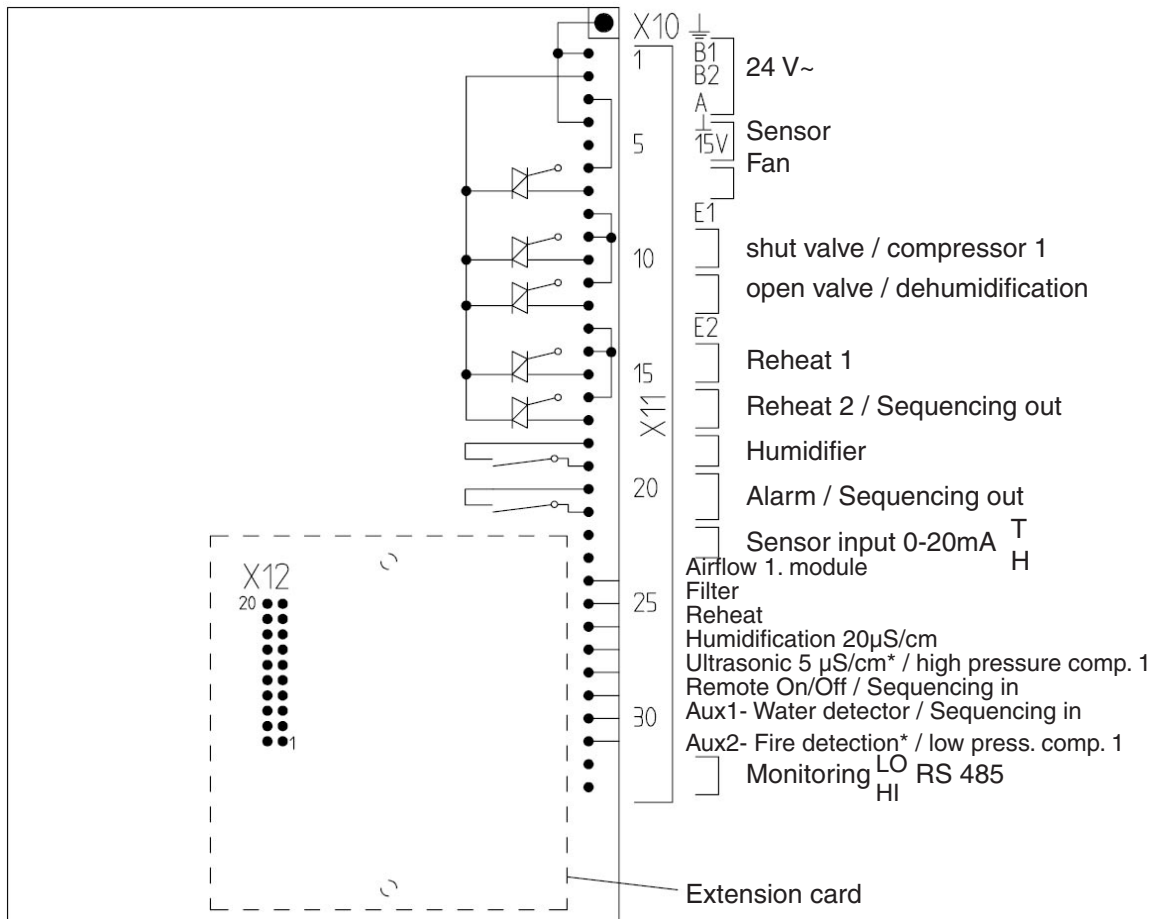 X10 ⏚
1 B1
B2
24 V~
A
⊥
5 15V
Sensor
Fan
E1
10 shut valve / compressor 1
open valve / dehumidification
E2
15 Reheat 1
X11
Reheat 2 / Sequencing out
Humidifier
20 Alarm / Sequencing out
Sensor input 0-20mA T
H
Airflow 1. module
25 Filter
Reheat
Humidification 20µS/cm
Ultrasonic 5 µS/cm* / high pressure comp. 1
Remote On/Off / Sequencing in
30 Aux1- Water detector / Sequencing in
Aux2- Fire detection* / low press. comp. 1
Monitoring LO RS 485
HI
X12
20
1
Extension card